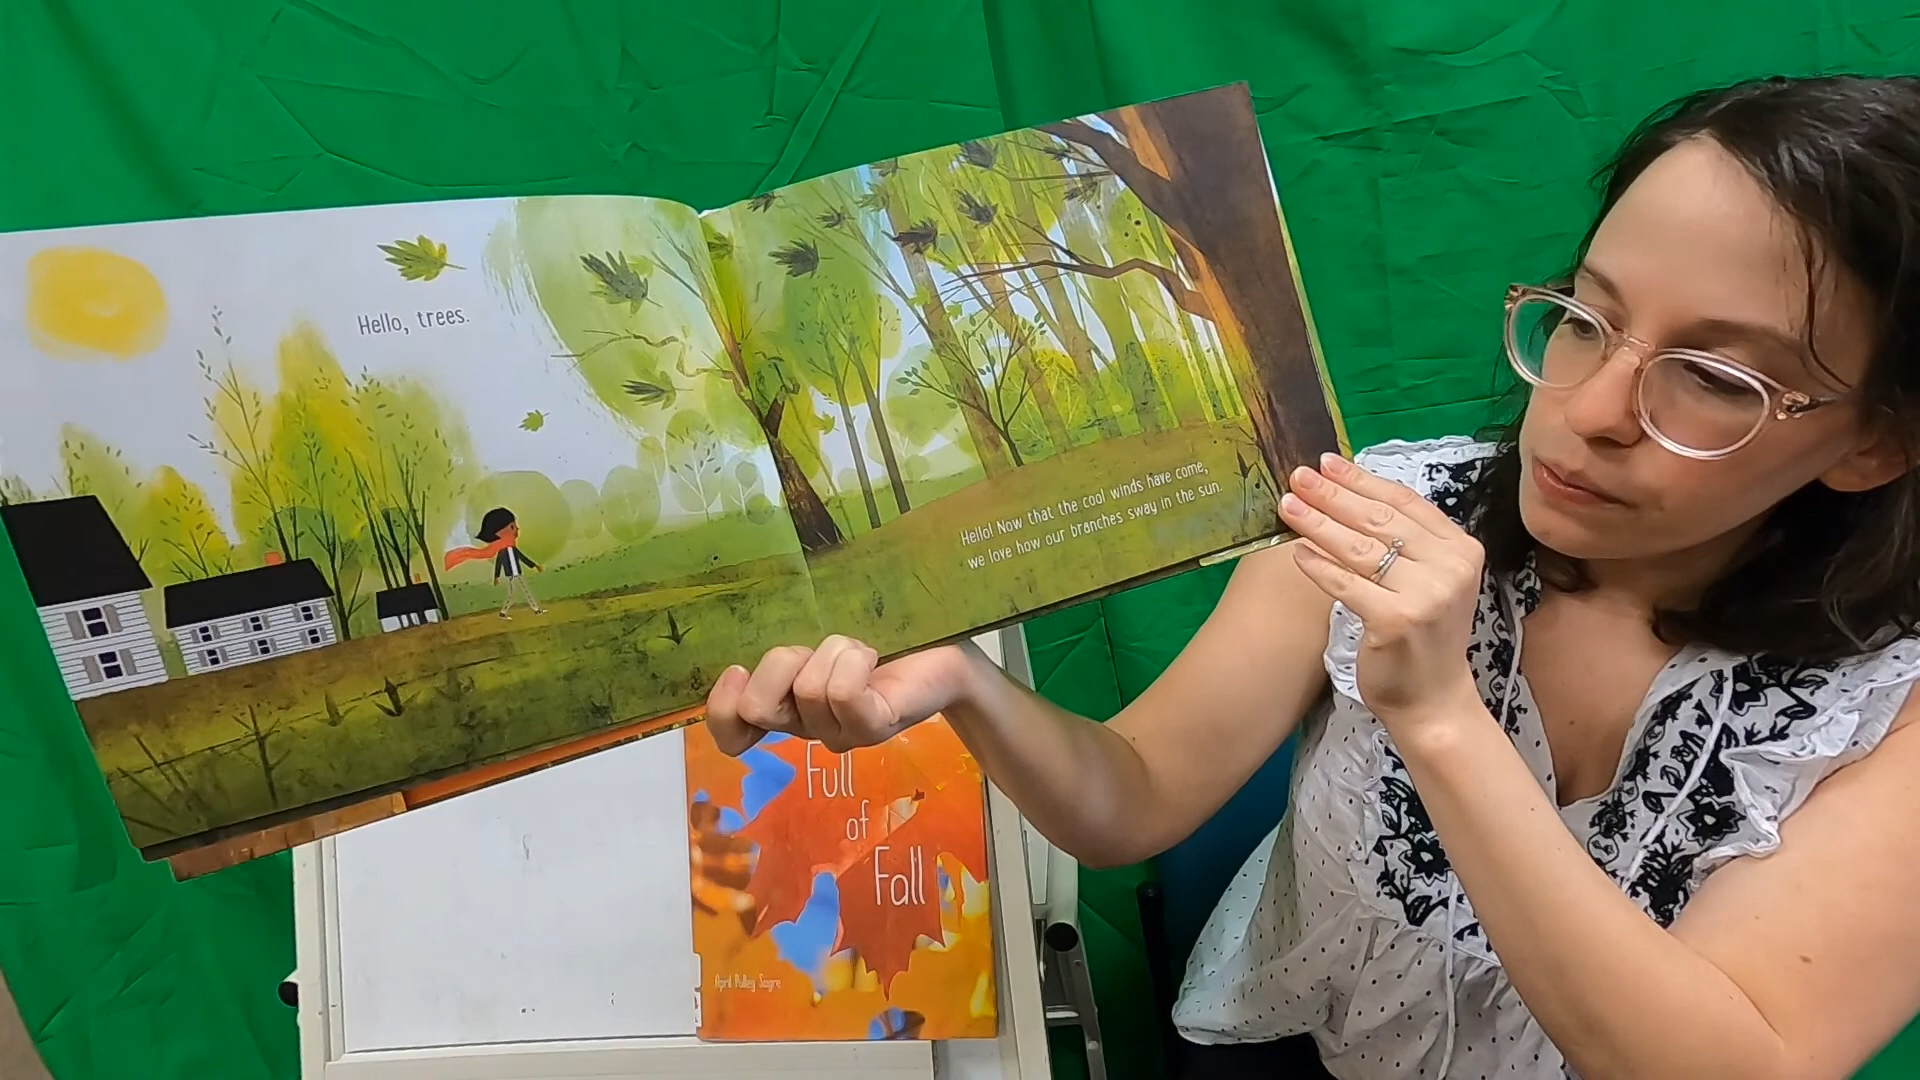 Hello, trees.
Hello! Now that the cool winds have come,
we love how our branches sway in the sun.
Full
of
Fall
April Pulley Sayre